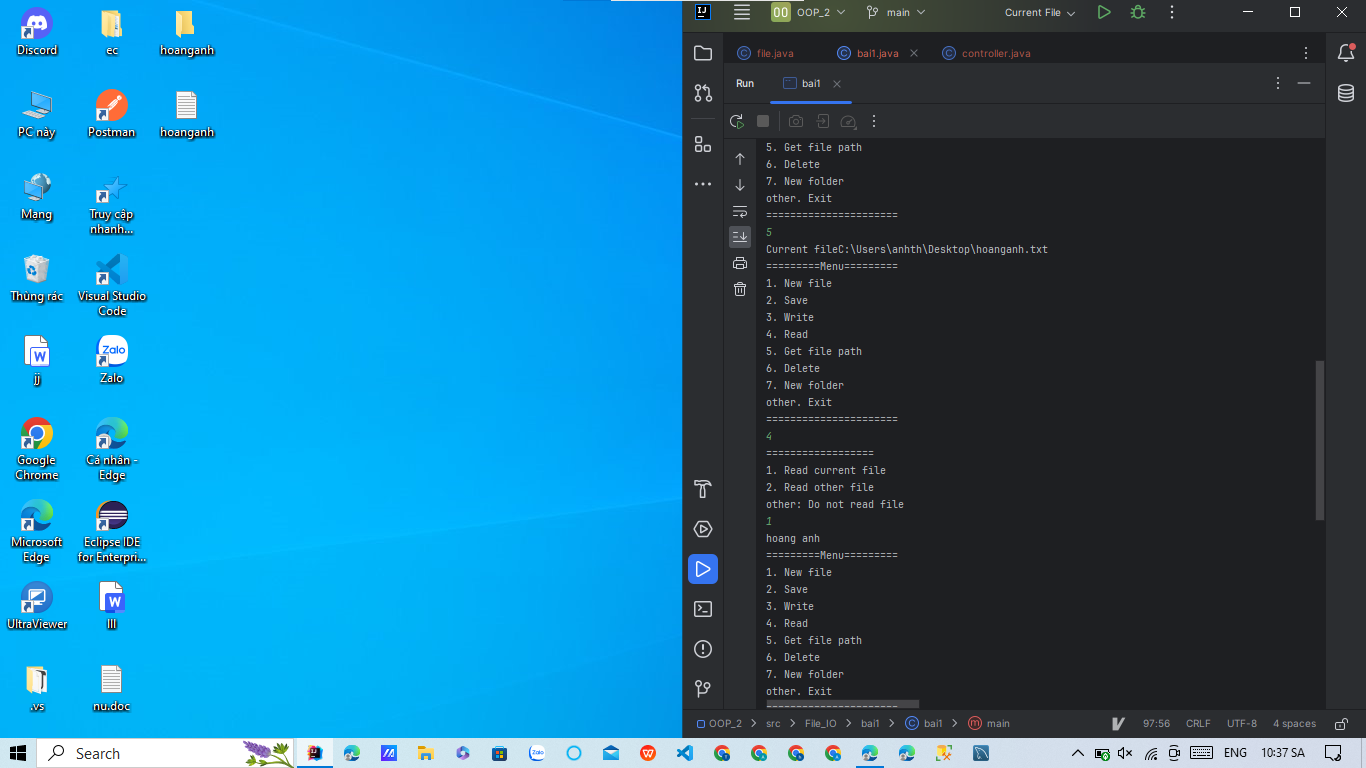 Discord
ec
hoanganh
PC này
Postman
hoanganh
Mạng
Truy cập
nhanh...
Thùng rác
Visual Studio
Code
jj
Zalo
Zalo
Google
Chrome
Cá nhân -
Edge
Microsoft
Edge
Eclipse IDE
for Enterpri...
UltraViewer
lll
.vs
nu.doc
OOP_2
main
Current File
file.java
bai1.java
controller.java
Run
bai1
5. Get file path
6. Delete
7. New folder
other. Exit
======================
5
Current fileC:\Users\anhth\Desktop\hoanganh.txt
=========Menu=========
1. New file
2. Save
3. Write
4. Read
5. Get file path
6. Delete
7. New folder
other. Exit
======================
4
==================
1. Read current file
2. Read other file
other: Do not read file
1
hoang anh
=========Menu=========
1. New file
2. Save
3. Write
4. Read
5. Get file path
6. Delete
7. New folder
other. Exit
======================
OOP_2 > src > File_IO > bai1 > bai1 > main
97:56 CRLF UTF-8 4 spaces
Search
ENG
10:37 SA